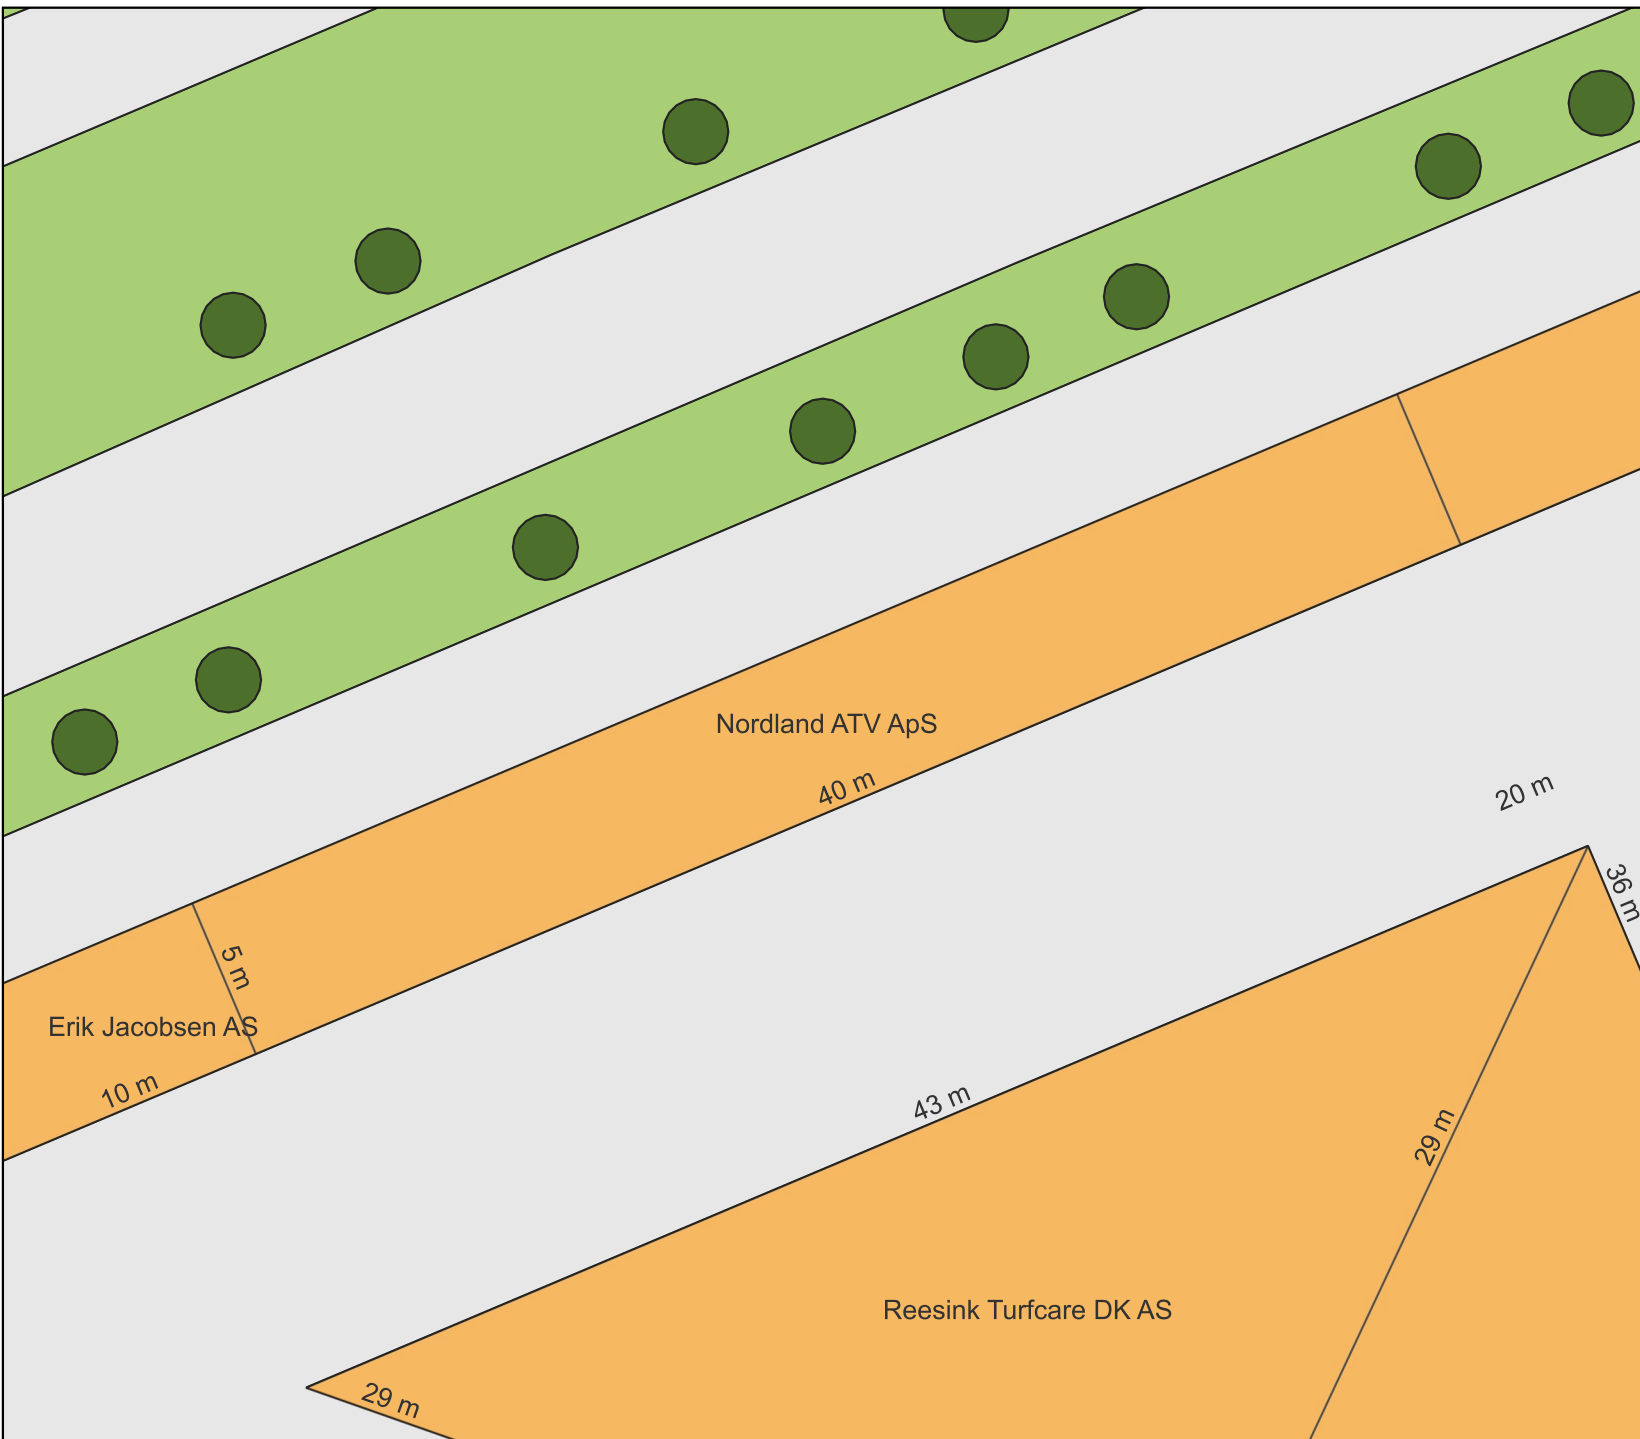 Nordland ATV ApS
40 m
20 m
36 m
5 m
Erik Jacobsen AS
10 m
43 m
29 m
Reesink Turfcare DK AS
29 m